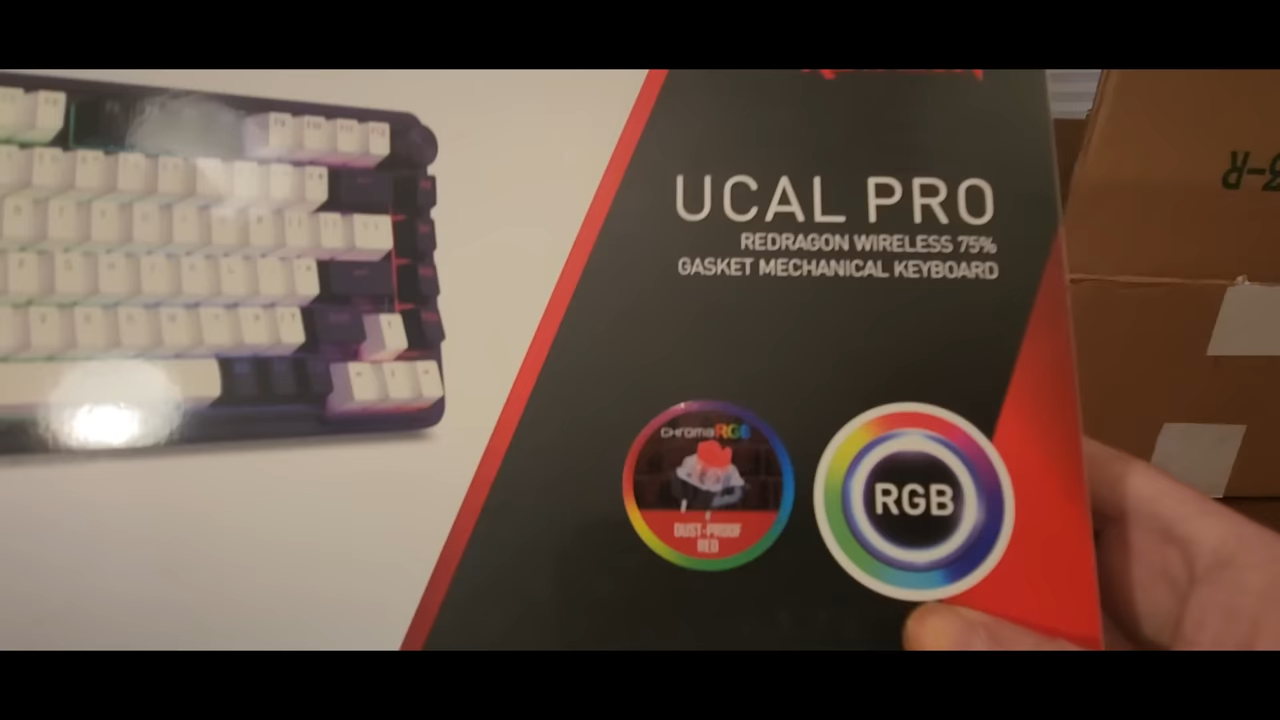 UCAL PRO
REDRAGON WIRELESS 75%
GASKET MECHANICAL KEYBOARD
chromaRGB
DUST-PROOF
RED
RGB